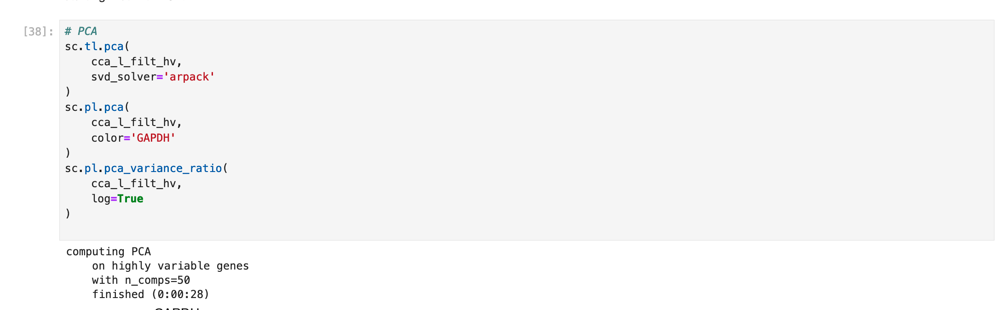 [38]:
# PCA
sc.tl.pca(
    cca_l_filt_hv,
    svd_solver='arpack'
)
sc.pl.pca(
    cca_l_filt_hv,
    color='GAPDH'
)
sc.pl.pca_variance_ratio(
    cca_l_filt_hv,
    log=True
)
computing PCA
    on highly variable genes
    with n_comps=50
    finished (0:00:28)
GAPDH